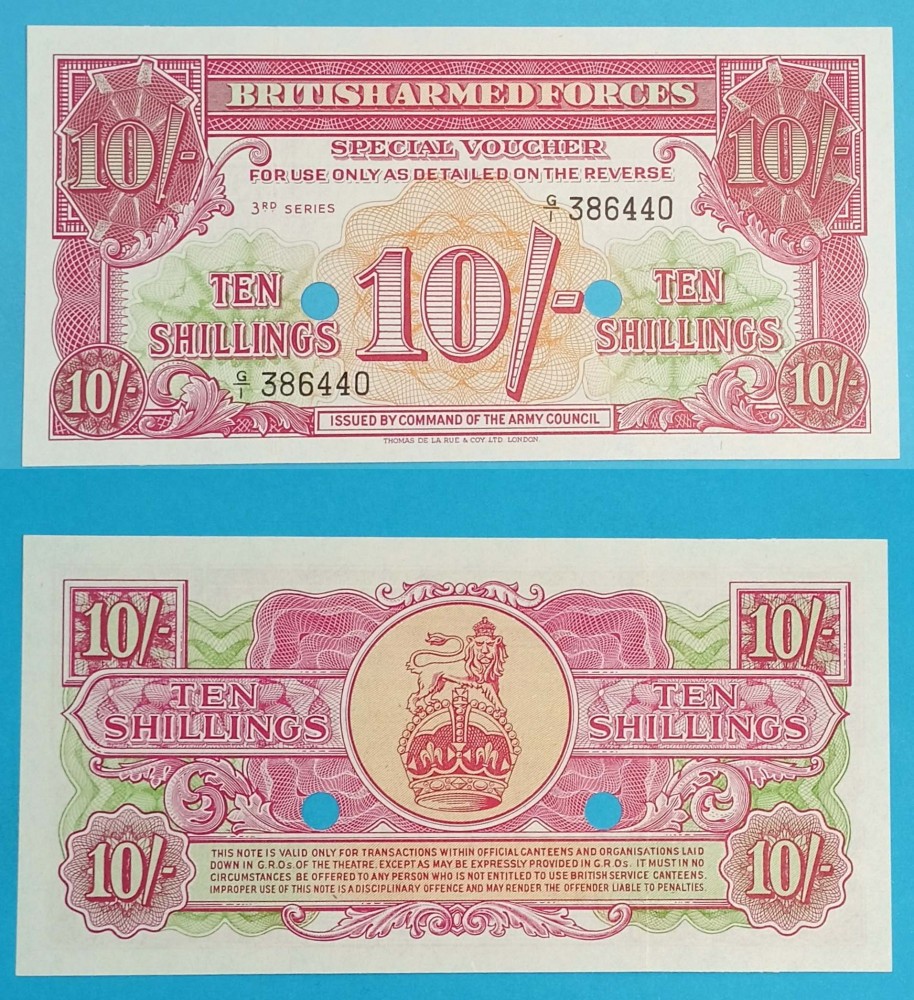 BRITISH ARMED FORCES
10/- 10/-
SPECIAL VOUCHER
FOR USE ONLY AS DETAILED ON THE REVERSE
3RD SERIES G/1 386440
TEN SHILLINGS 10/- TEN SHILLINGS
G/1 386440
10/- 10/-
ISSUED BY COMMAND OF THE ARMY COUNCIL
THOMAS DE LA RUE & COY. LTD. LONDON.
10/- 10/-
TEN SHILLINGS TEN SHILLINGS
10/- 10/-
THIS NOTE IS VALID ONLY FOR TRANSACTIONS WITHIN OFFICIAL CANTEENS AND ORGANISATIONS LAID
DOWN IN G.R.Os. OF THE THEATRE, EXCEPT AS MAY BE EXPRESSLY PROVIDED IN G.R.Os. IT MUST IN NO
CIRCUMSTANCES BE OFFERED TO ANY PERSON WHO IS NOT ENTITLED TO USE BRITISH SERVICE CANTEENS.
IMPROPER USE OF THIS NOTE IS A DISCIPLINARY OFFENCE AND MAY RENDER THE OFFENDER LIABLE TO PENALTIES.